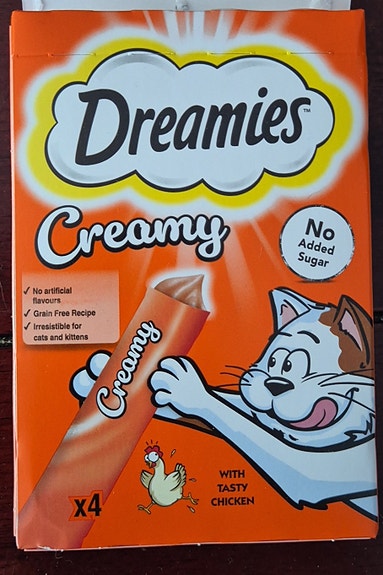 Dreamies™
Creamy
No
Added
Sugar
✓ No artificial
flavours
✓ Grain Free Recipe
✓ Irresistible for
cats and kittens
Creamy
WITH
TASTY
CHICKEN
x4